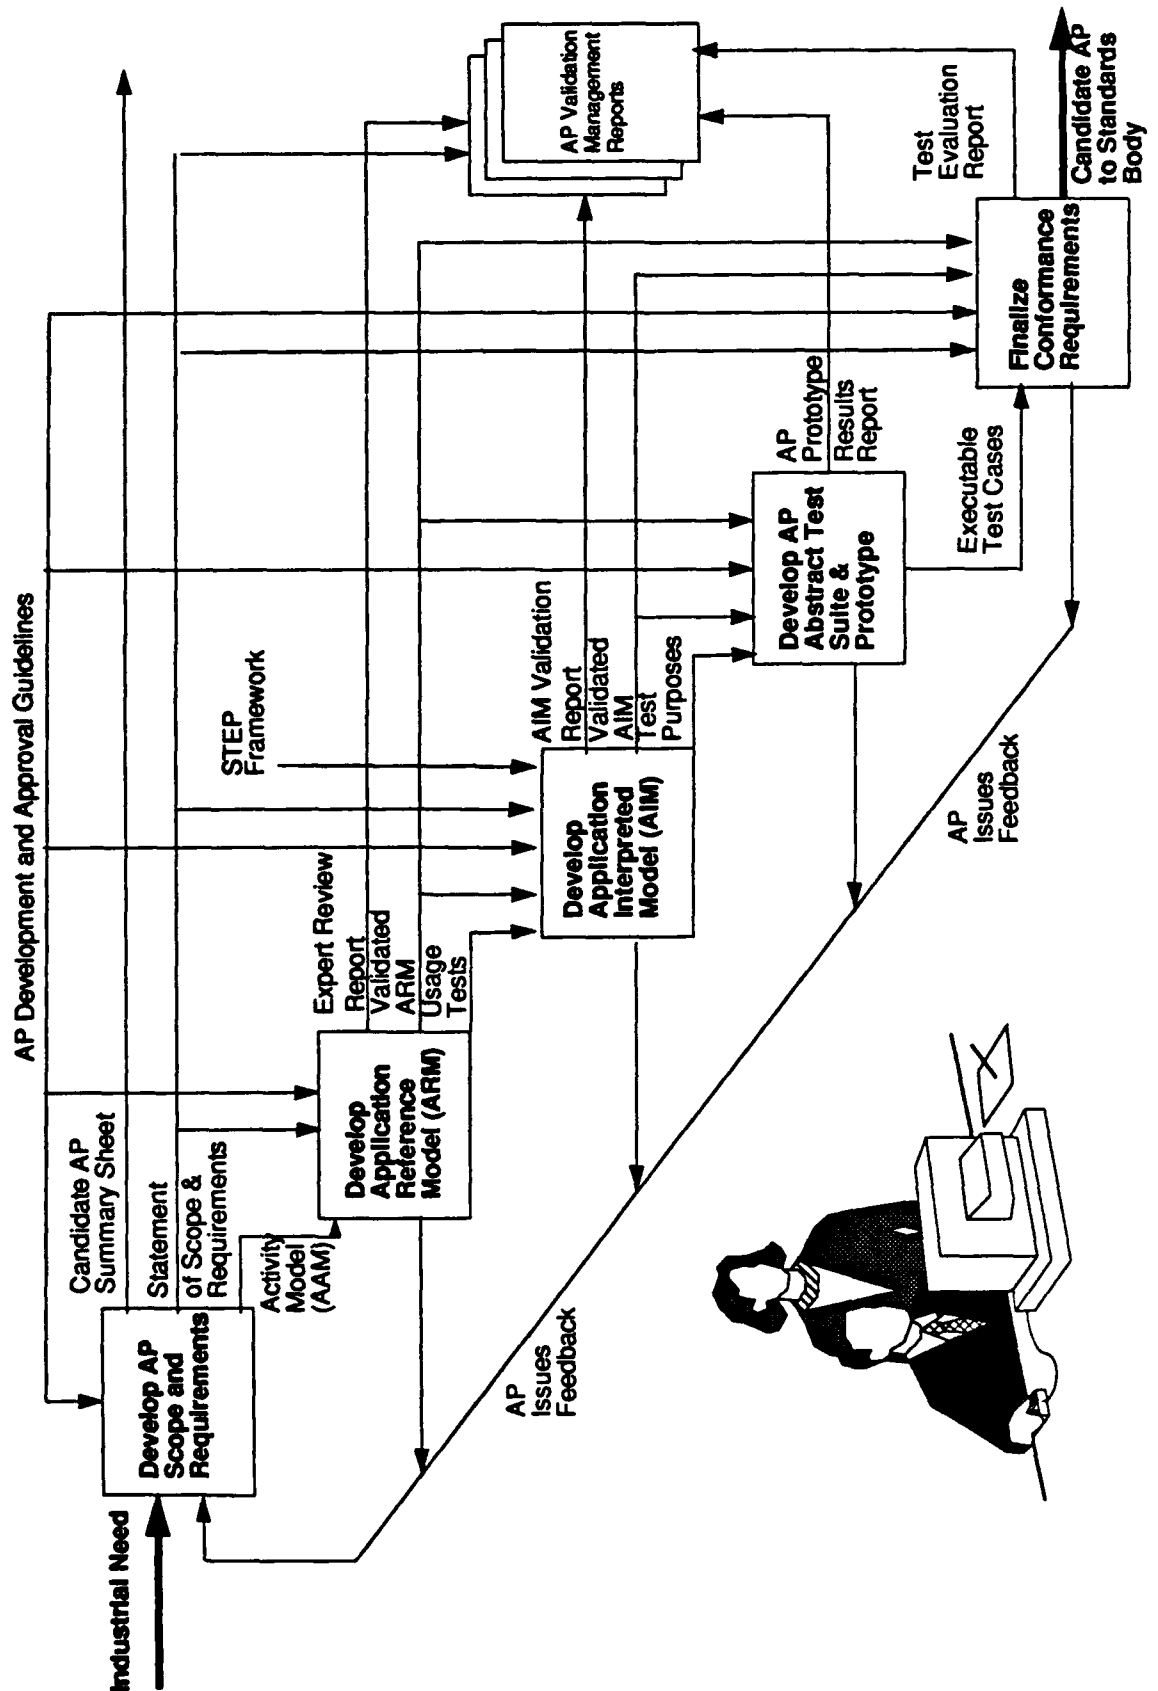 AP Development and Approval Guidelines
Industrial Need
Develop AP
Scope and
Requirements
Candidate AP
Summary Sheet
Statement
of Scope &
Requirements
Activity
Model
(AAM)
Develop
Application
Reference
Model (ARM)
Expert Review
Report
Validated
ARM
Usage
Tests
STEP
Framework
Develop
Application
Interpreted
Model (AIM)
AIM Validation
Report
Validated
AIM
Test
Purposes
Develop AP
Abstract Test
Suite &
Prototype
AP
Prototype
Results
Report
Executable
Test Cases
Finalize
Conformance
Requirements
AP Validation
Management
Reports
Test
Evaluation
Report
Candidate AP
to Standards
Body
AP
Issues
Feedback
AP
Issues
Feedback